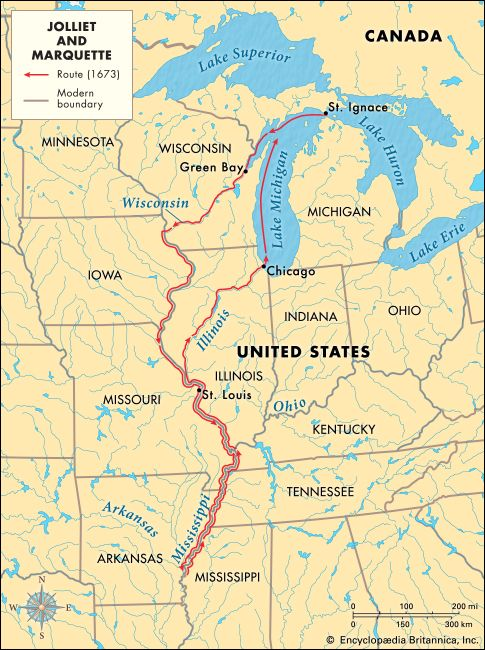 JOLLIET
AND
MARQUETTE
Route (1673)
Modern
boundary
CANADA
Lake Superior
St. Ignace
Lake Huron
MINNESOTA
WISCONSIN
Green Bay
Wisconsin
Lake Michigan
MICHIGAN
Lake Erie
IOWA
Chicago
Illinois
INDIANA
OHIO
UNITED STATES
ILLINOIS
MISSOURI
St. Louis
Ohio
KENTUCKY
TENNESSEE
Arkansas
Mississippi
ARKANSAS
MISSISSIPPI
N
W
E
S
0 100 200 mi
0 150 300 km
© Encyclopædia Britannica, Inc.